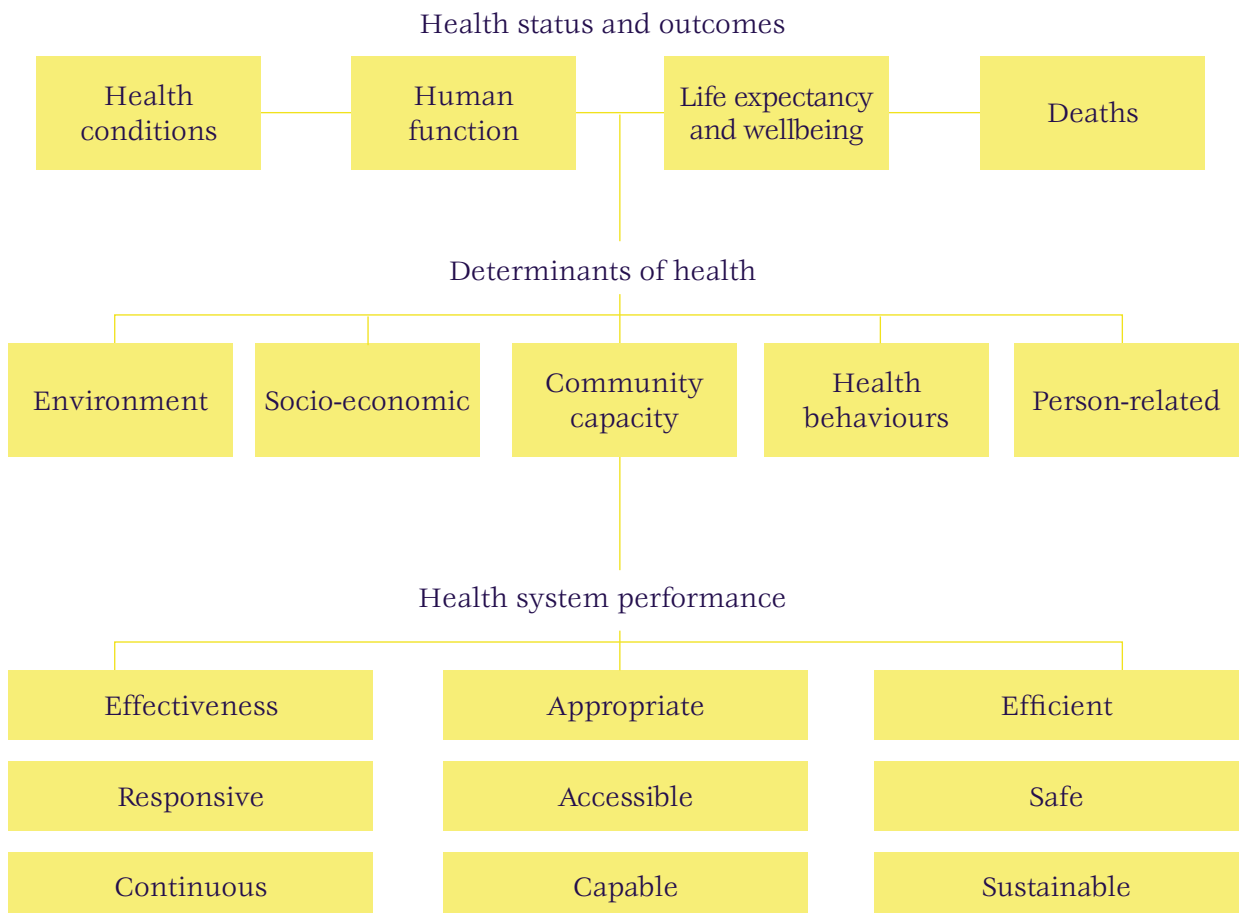 Health status and outcomes
Health
conditions
Human
function
Life expectancy
and wellbeing
Deaths
Determinants of health
Environment
Socio-economic
Community
capacity
Health
behaviours
Person-related
Health system performance
Effectiveness
Appropriate
Efficient
Responsive
Accessible
Safe
Continuous
Capable
Sustainable